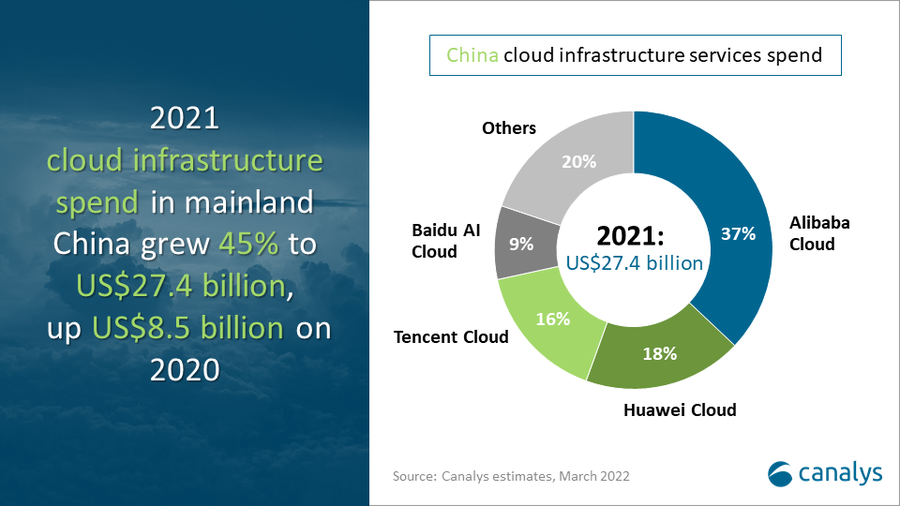 2021
cloud infrastructure
spend in mainland
China grew 45% to
US$27.4 billion,
up US$8.5 billion on
2020
China cloud infrastructure services spend
Others
20%
Baidu AI
Cloud
9%
2021:
US$27.4 billion
37%
Alibaba
Cloud
Tencent Cloud
16%
18%
Huawei Cloud
Source: Canalys estimates, March 2022
canalys